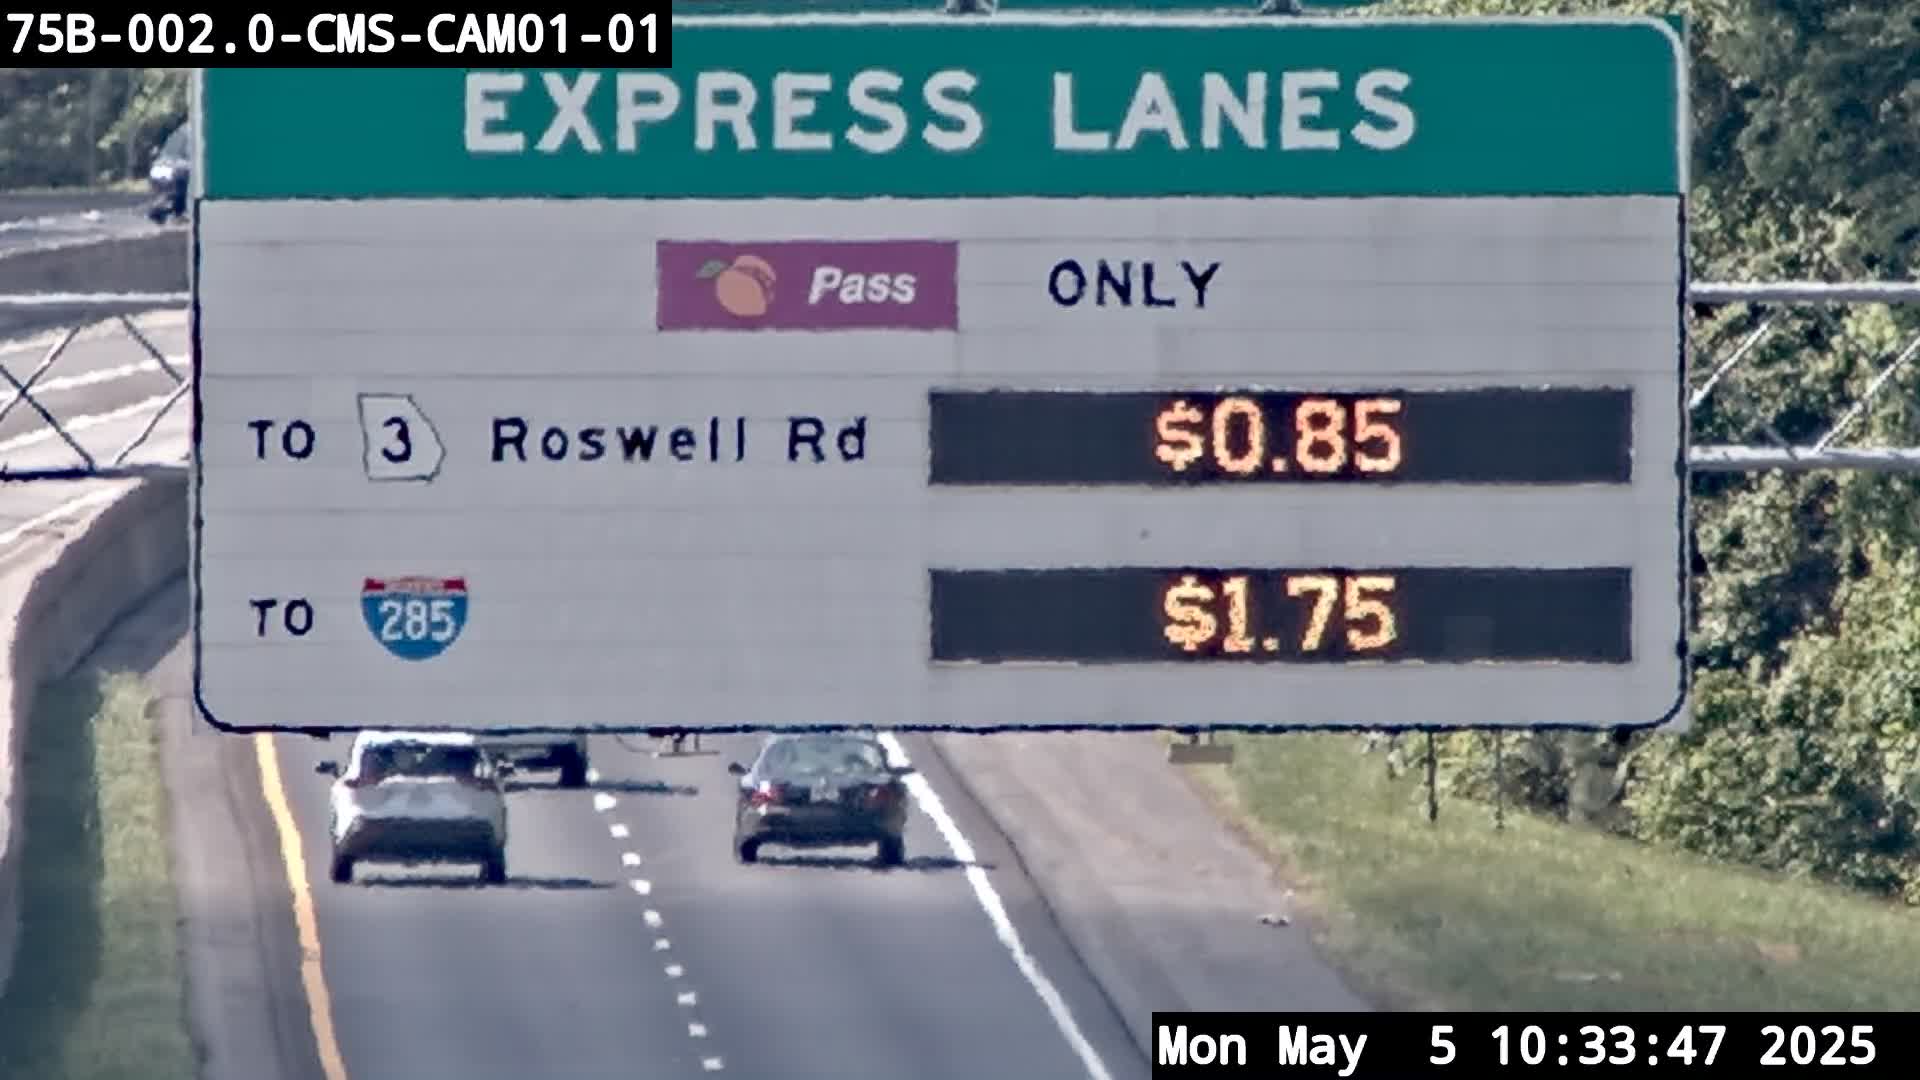 75B-002.0-CMS-CAM01-01
EXPRESS LANES
Pass ONLY
TO 3 Roswell Rd $0.85
TO 285 $1.75
Mon May 5 10:33:47 2025